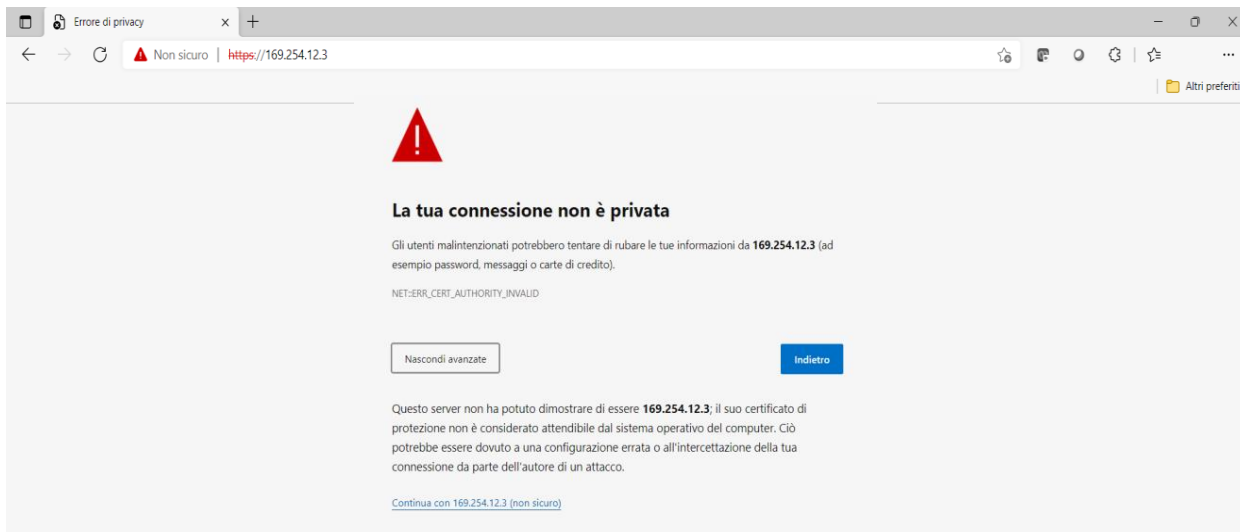 Errore di privacy
Non sicuro | https://169.254.12.3
Altri preferiti
La tua connessione non è privata
Gli utenti malintenzionati potrebbero tentare di rubare le tue informazioni da 169.254.12.3 (ad
esempio password, messaggi o carte di credito).
NET::ERR_CERT_AUTHORITY_INVALID
Nascondi avanzate
Indietro
Questo server non ha potuto dimostrare di essere 169.254.12.3; il suo certificato di
protezione non è considerato attendibile dal sistema operativo del computer. Ciò
potrebbe essere dovuto a una configurazione errata o all'intercettazione della tua
connessione da parte dell'autore di un attacco.
Continua con 169.254.12.3 (non sicuro)